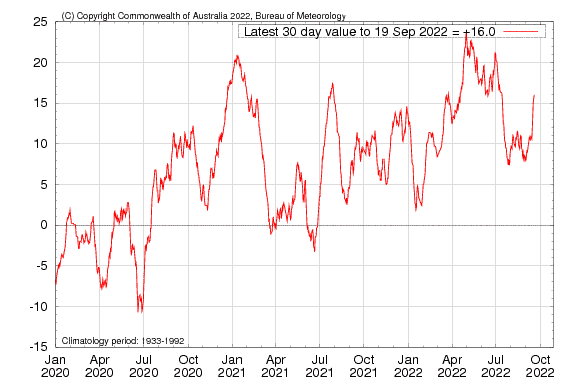 (C) Copyright Commonwealth of Australia 2022, Bureau of Meteorology
Latest 30 day value to 19 Sep 2022 = +16.0
25
20
15
10
5
0
-5
-10
-15
Climatology period: 1933-1992
Jan Apr Jul Oct Jan Apr Jul Oct Jan Apr Jul Oct
2020 2020 2020 2020 2021 2021 2021 2021 2022 2022 2022 2022